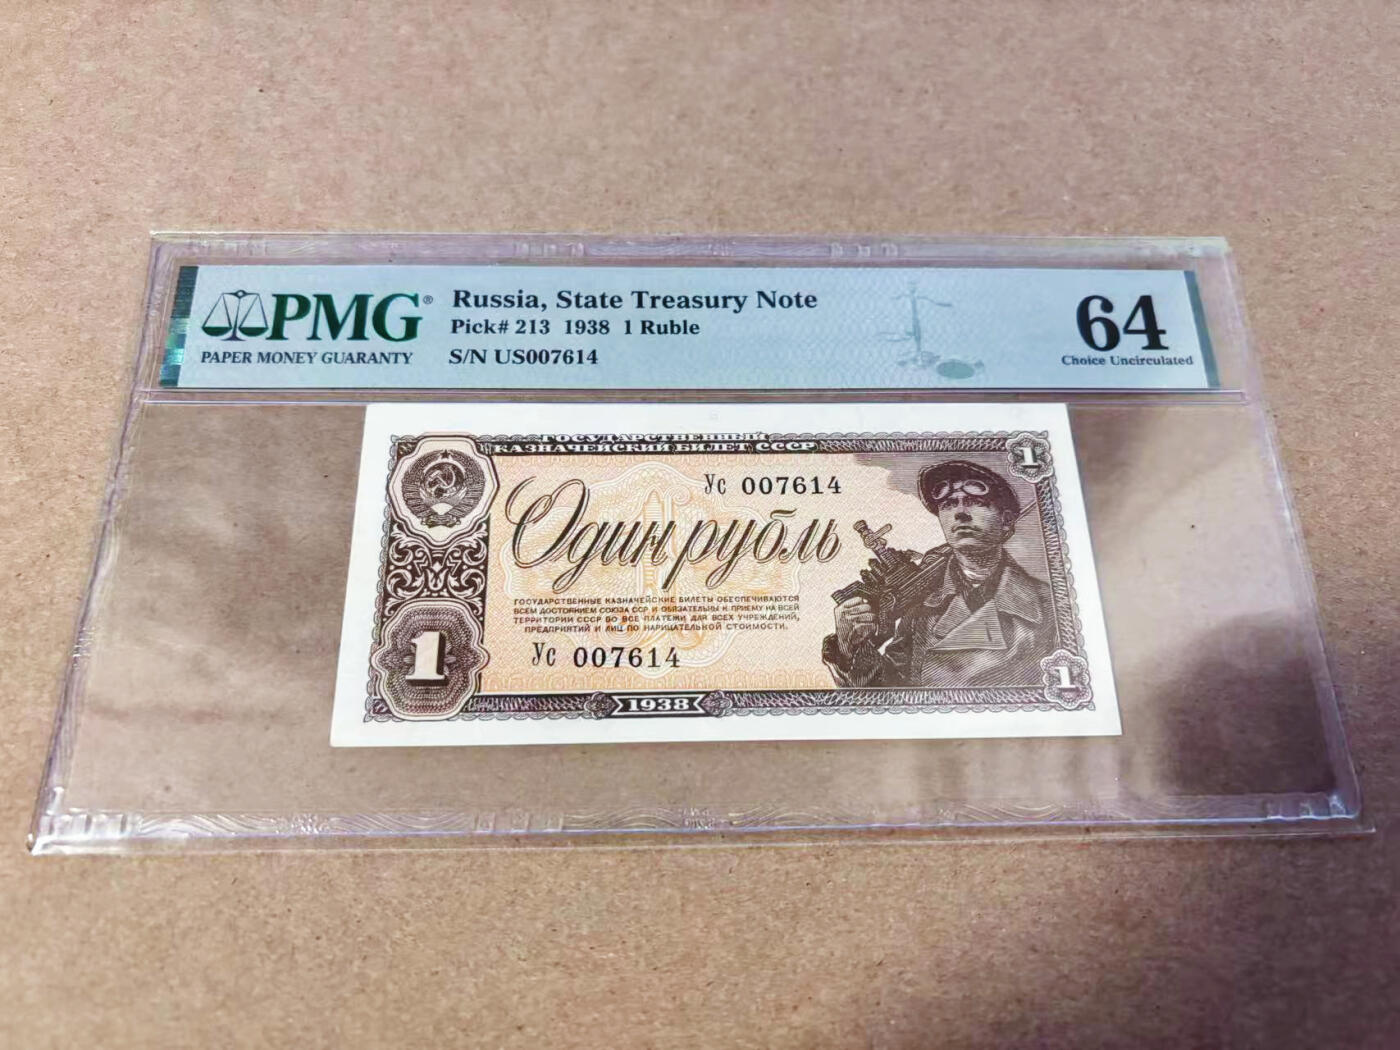 PMG®
PAPER MONEY GUARANTY
Russia, State Treasury Note
Pick# 213 1938 1 Ruble
S/N US007614
64
Choice Uncirculated
ГОСУДАРСТВЕННЫЙ
КАЗНАЧЕЙСКИЙ БИЛЕТ СССР
1
Ус 007614
Один рубль
ГОСУДАРСТВЕННЫЕ КАЗНАЧЕЙСКИЕ БИЛЕТЫ ОБЕСПЕЧИВАЮТСЯ
ВСЕМ ДОСТОЯНИЕМ СОЮЗА ССР И ОБЯЗАТЕЛЬНЫ К ПРИЕМУ НА ВСЕЙ
ТЕРРИТОРИИ СССР ВО ВСЕ ПЛАТЕЖИ ДЛЯ ВСЕХ УЧРЕЖДЕНИЙ,
ПРЕДПРИЯТИЙ И ЛИЦ ПО НАРИЦАТЕЛЬНОЙ СТОИМОСТИ.
Ус 007614
1
1
1938